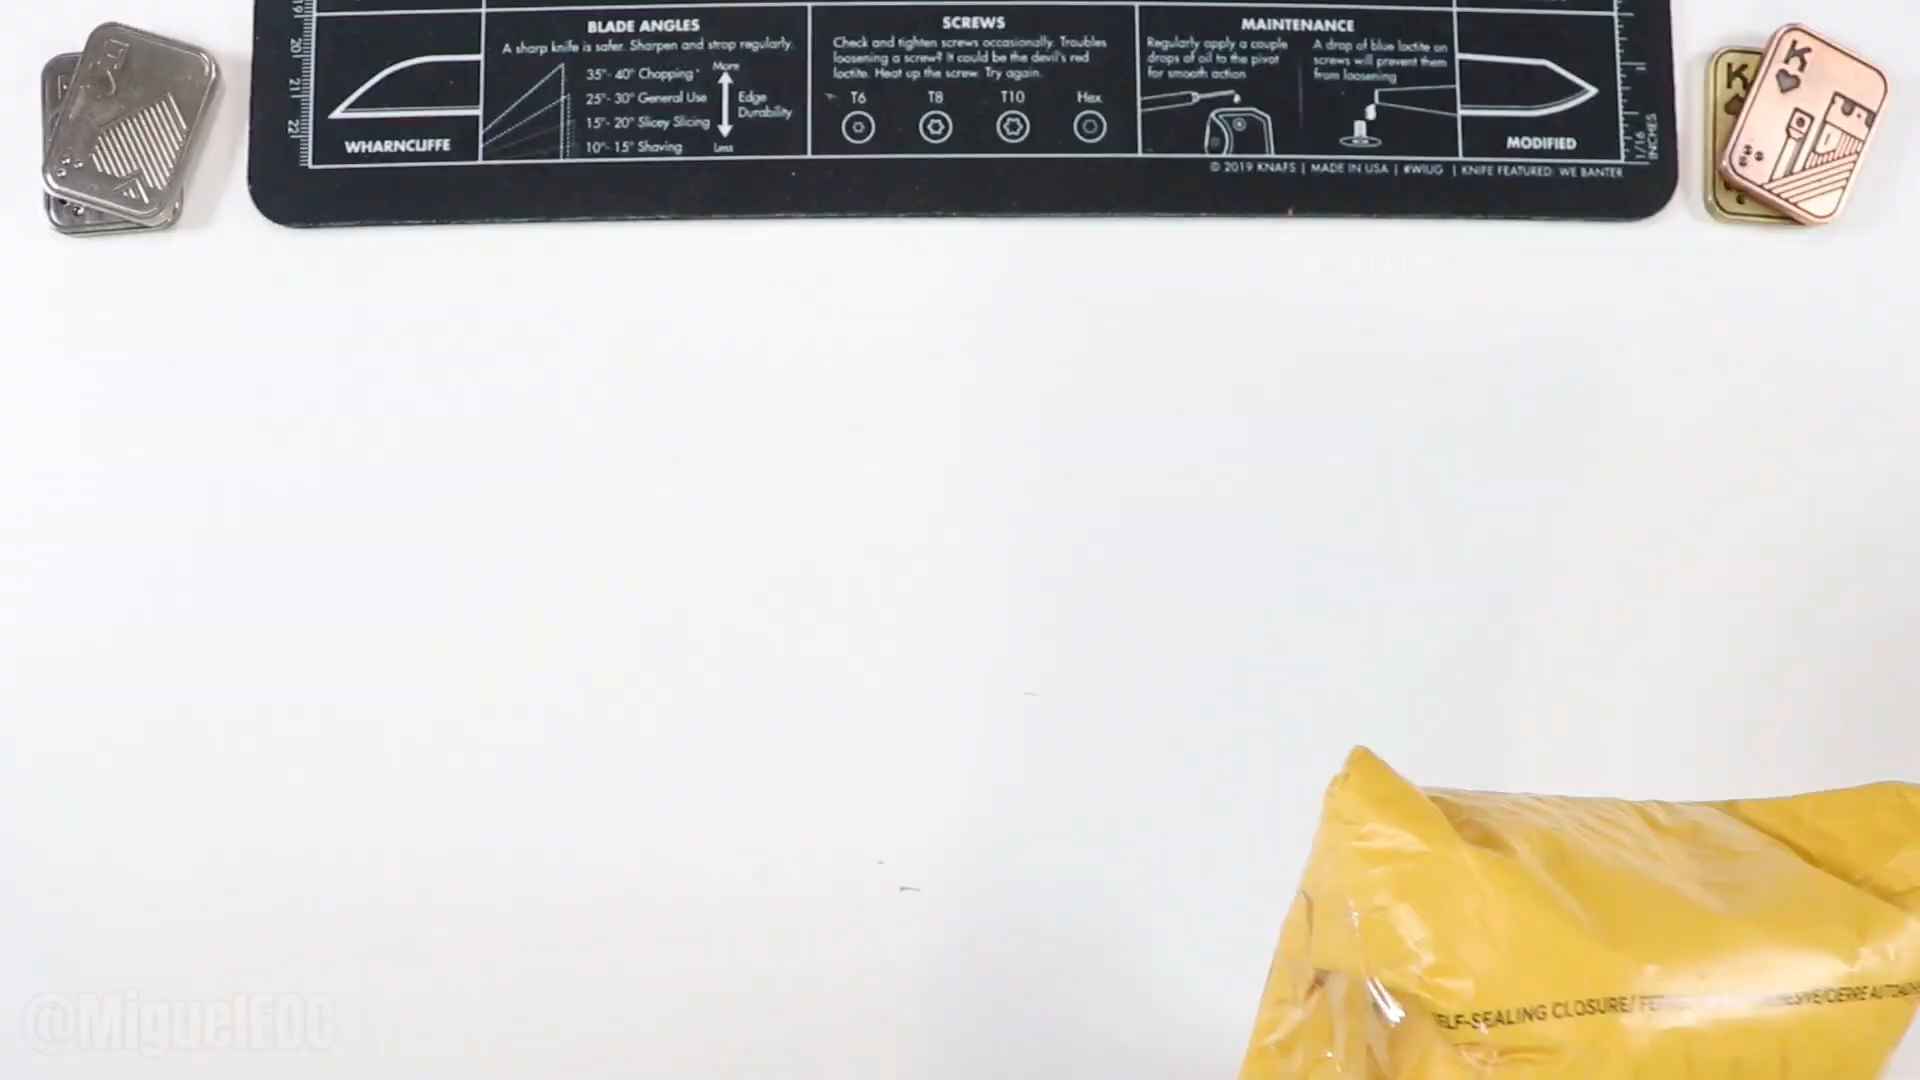 19
20
21
22
WHARNCLIFFE
BLADE ANGLES
A sharp knife is safer. Sharpen and strop regularly.
35°- 40° Chopping
25°- 30° General Use
15°- 20° Slicey Slicing
10°- 15° Shaving
More
Edge
Durability
Less
SCREWS
Check and tighten screws occasionally. Troubles
loosening a screw? It could be the devil's red
loctite. Heat up the screw. Try again.
T6 T8 T10 Hex
MAINTENANCE
Regularly apply a couple
drops of oil to the pivot
for smooth action
A drop of blue loctite on
screws will prevent them
from loosening
MODIFIED
1/16
INCHES
© 2019 KNAFS | MADE IN USA | #WIUG | KNIFE FEATURED: WE BANTER
K
K
SELF-SEALING CLOSURE/
@MiguelEDC